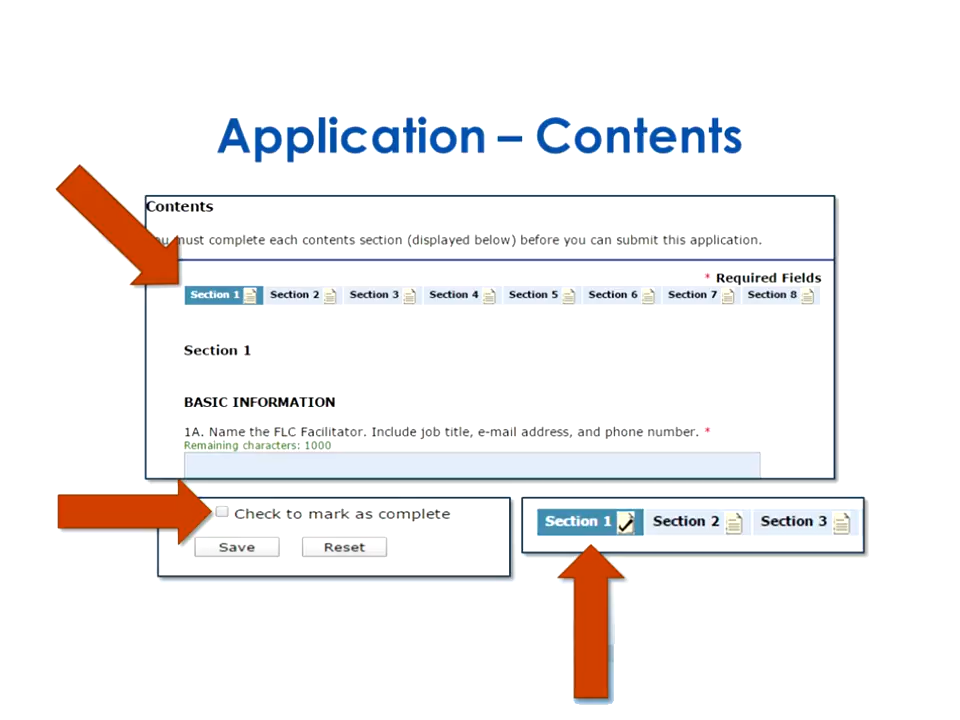 Application – Contents
Contents
must complete each contents section (displayed below) before you can submit this application.
* Required Fields
Section 1 Section 2 Section 3 Section 4 Section 5 Section 6 Section 7 Section 8
Section 1
BASIC INFORMATION
1A. Name the FLC Facilitator. Include job title, e-mail address, and phone number. *
Remaining characters: 1000
Check to mark as complete
Save Reset
Section 1 Section 2 Section 3